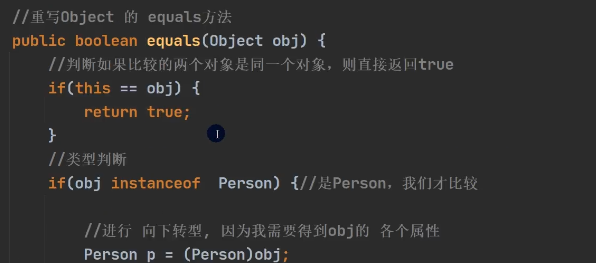 //重写Object 的 equals方法
public boolean equals(Object obj) {
//判断如果比较的两个对象是同一个对象，则直接返回true
if(this == obj) {
return true;
}
//类型判断
if(obj instanceof  Person) {//是Person，我们才比较
//进行 向下转型, 因为我需要得到obj的 各个属性
Person p = (Person)obj;